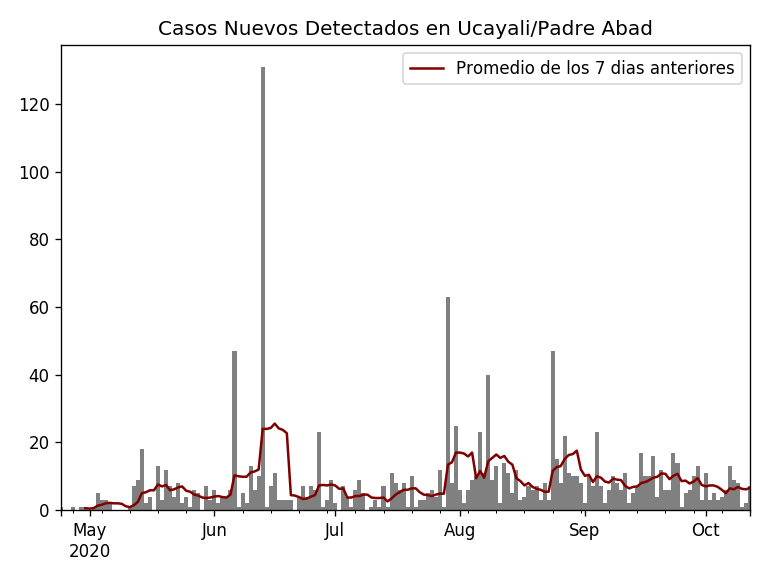 Casos Nuevos Detectados en Ucayali/Padre Abad
Promedio de los 7 dias anteriores
120
100
80
60
40
20
0
May Jun Jul Aug Sep Oct
2020